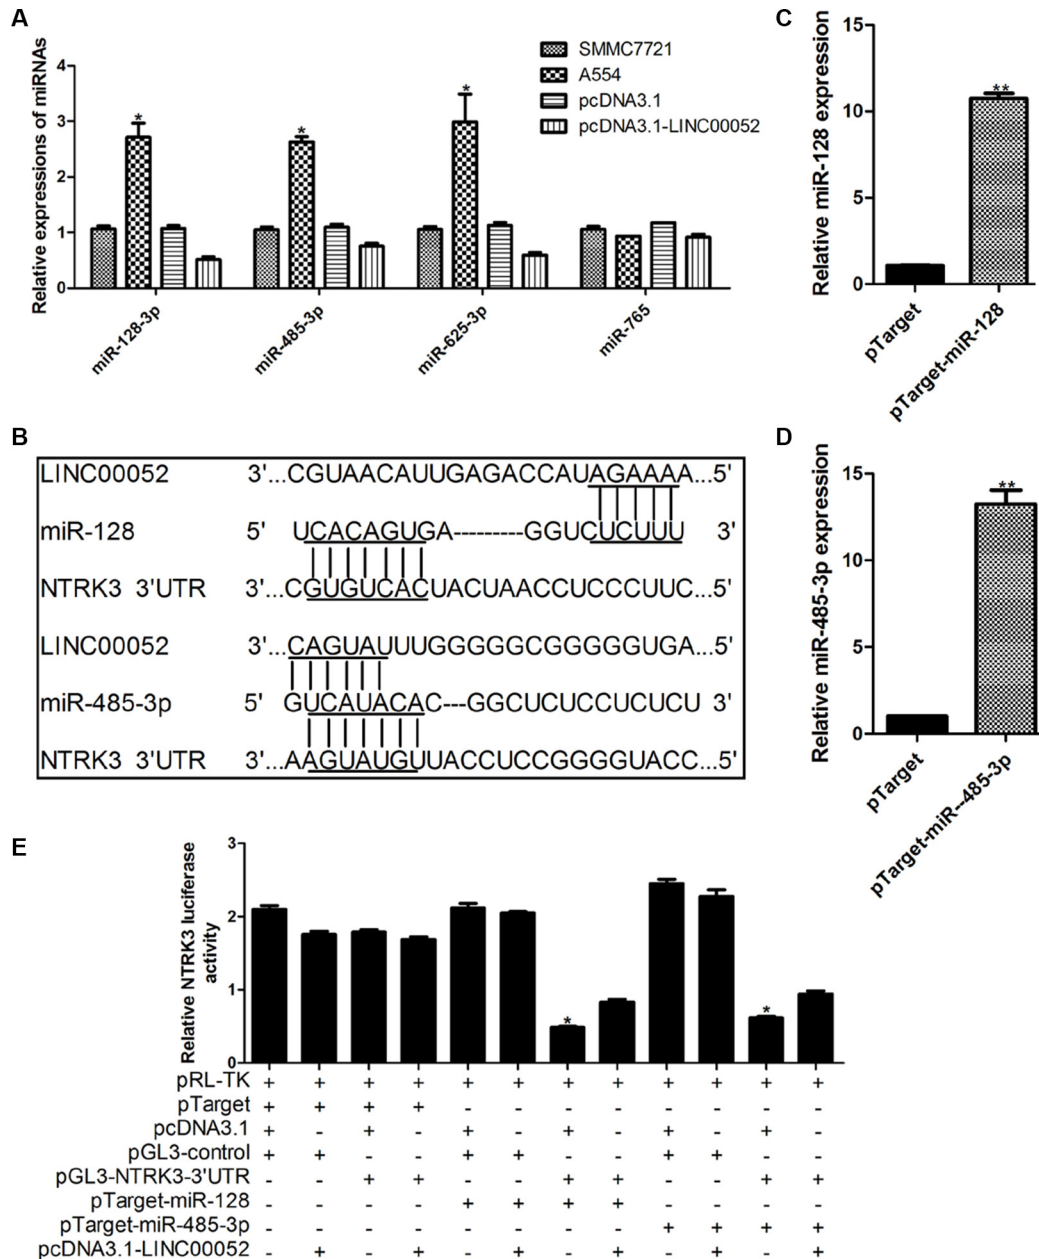 A
Relative expressions of miRNAs
4
3
2
1
0
* * *
SMMC7721
A554
pcDNA3.1
pcDNA3.1-LINC00052
miR-128-3p
miR-485-3p
miR-625-3p
miR-765
C
Relative miR-128 expression
15
10
5
0
**
pTarget
pTarget-miR-128
B
LINC00052 3'...CGUAACAUUGAGACCAUAGAAAA...5'
miR-128 5' UCACAGUGA---------GGUCUCUUU 3'
NTRK3 3'UTR 3'...CGUGUCACUACUAACCUCCCUUC...5'
LINC00052 3'...CAGUAUUUGGGGGCGGGGGUGA...5'
miR-485-3p 5' GUCAUACAC---GGCUCUCCUCUCU 3'
NTRK3 3'UTR 3'...AAGUAUGUUACCUCCGGGGUACC...5'
D
Relative miR-485-3p expression
15
10
5
0
**
pTarget
pTarget-miR--485-3p
E
Relative NTRK3 luciferase
activity
3
2
1
0
* *
pRL-TK + + + + + + + + + + + +
pTarget + + + + - - - - - - - -
pcDNA3.1 + - + - + - + - + - + -
pGL3-control + + - - + + - - + + - -
pGL3-NTRK3-3'UTR - - + + - - + + - - + +
pTarget-miR-128 - - - - + + + + - - - -
pTarget-miR-485-3p - - - - - - - - + + + +
pcDNA3.1-LINC00052 - + - + - + - + - + - +